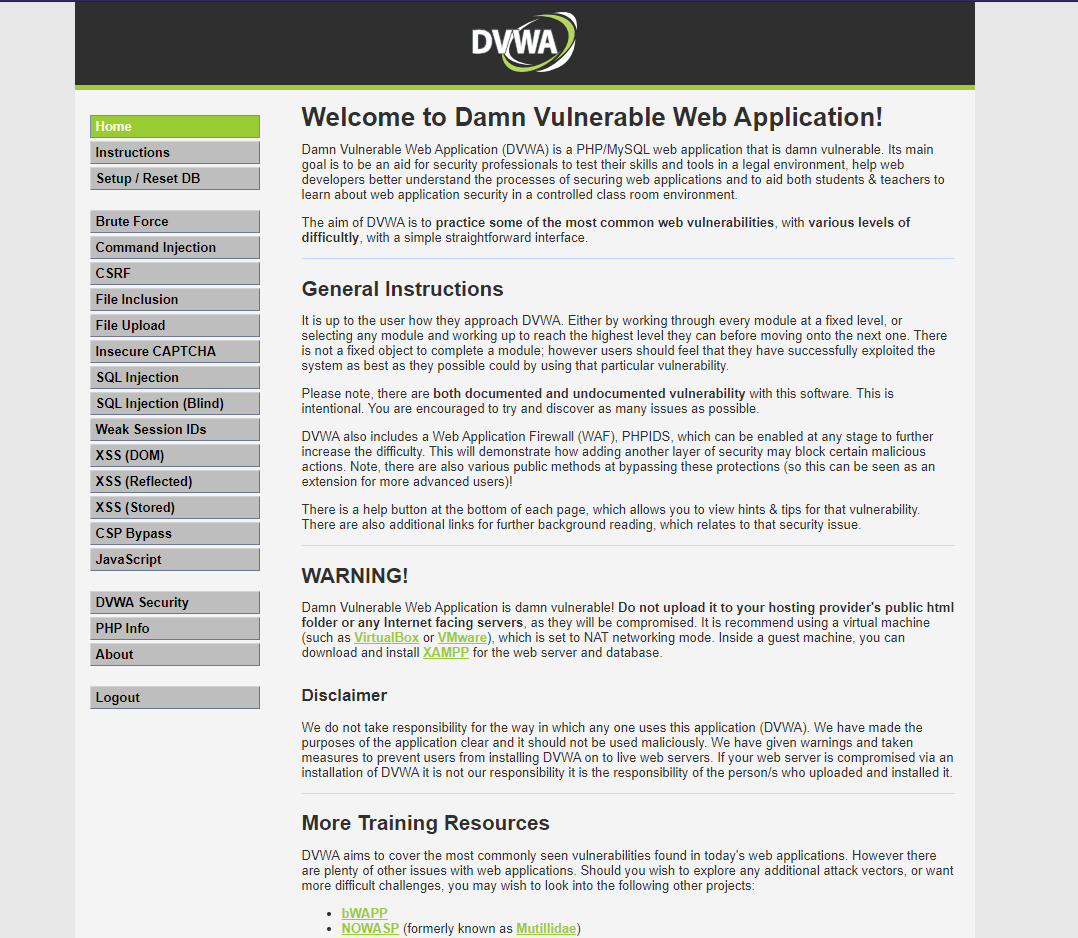 DVWA
Home
Instructions
Setup / Reset DB
Brute Force
Command Injection
CSRF
File Inclusion
File Upload
Insecure CAPTCHA
SQL Injection
SQL Injection (Blind)
Weak Session IDs
XSS (DOM)
XSS (Reflected)
XSS (Stored)
CSP Bypass
JavaScript
DVWA Security
PHP Info
About
Logout
Welcome to Damn Vulnerable Web Application!
Damn Vulnerable Web Application (DVWA) is a PHP/MySQL web application that is damn vulnerable. Its main
goal is to be an aid for security professionals to test their skills and tools in a legal environment, help web
developers better understand the processes of securing web applications and to aid both students & teachers to
learn about web application security in a controlled class room environment.
The aim of DVWA is to practice some of the most common web vulnerabilities, with various levels of
difficultly, with a simple straightforward interface.
General Instructions
It is up to the user how they approach DVWA. Either by working through every module at a fixed level, or
selecting any module and working up to reach the highest level they can before moving onto the next one. There
is not a fixed object to complete a module; however users should feel that they have successfully exploited the
system as best as they possible could by using that particular vulnerability.
Please note, there are both documented and undocumented vulnerability with this software. This is
intentional. You are encouraged to try and discover as many issues as possible.
DVWA also includes a Web Application Firewall (WAF), PHPIDS, which can be enabled at any stage to further
increase the difficulty. This will demonstrate how adding another layer of security may block certain malicious
actions. Note, there are also various public methods at bypassing these protections (so this can be seen as an
extension for more advanced users)!
There is a help button at the bottom of each page, which allows you to view hints & tips for that vulnerability.
There are also additional links for further background reading, which relates to that security issue.
WARNING!
Damn Vulnerable Web Application is damn vulnerable! Do not upload it to your hosting provider's public html
folder or any Internet facing servers, as they will be compromised. It is recommend using a virtual machine
(such as VirtualBox or VMware), which is set to NAT networking mode. Inside a guest machine, you can
download and install XAMPP for the web server and database.
Disclaimer
We do not take responsibility for the way in which any one uses this application (DVWA). We have made the
purposes of the application clear and it should not be used maliciously. We have given warnings and taken
measures to prevent users from installing DVWA on to live web servers. If your web server is compromised via an
installation of DVWA it is not our responsibility it is the responsibility of the person/s who uploaded and installed it.
More Training Resources
DVWA aims to cover the most commonly seen vulnerabilities found in today's web applications. However there
are plenty of other issues with web applications. Should you wish to explore any additional attack vectors, or want
more difficult challenges, you may wish to look into the following other projects:
• bWAPP
• NOWASP (formerly known as Mutillidae)